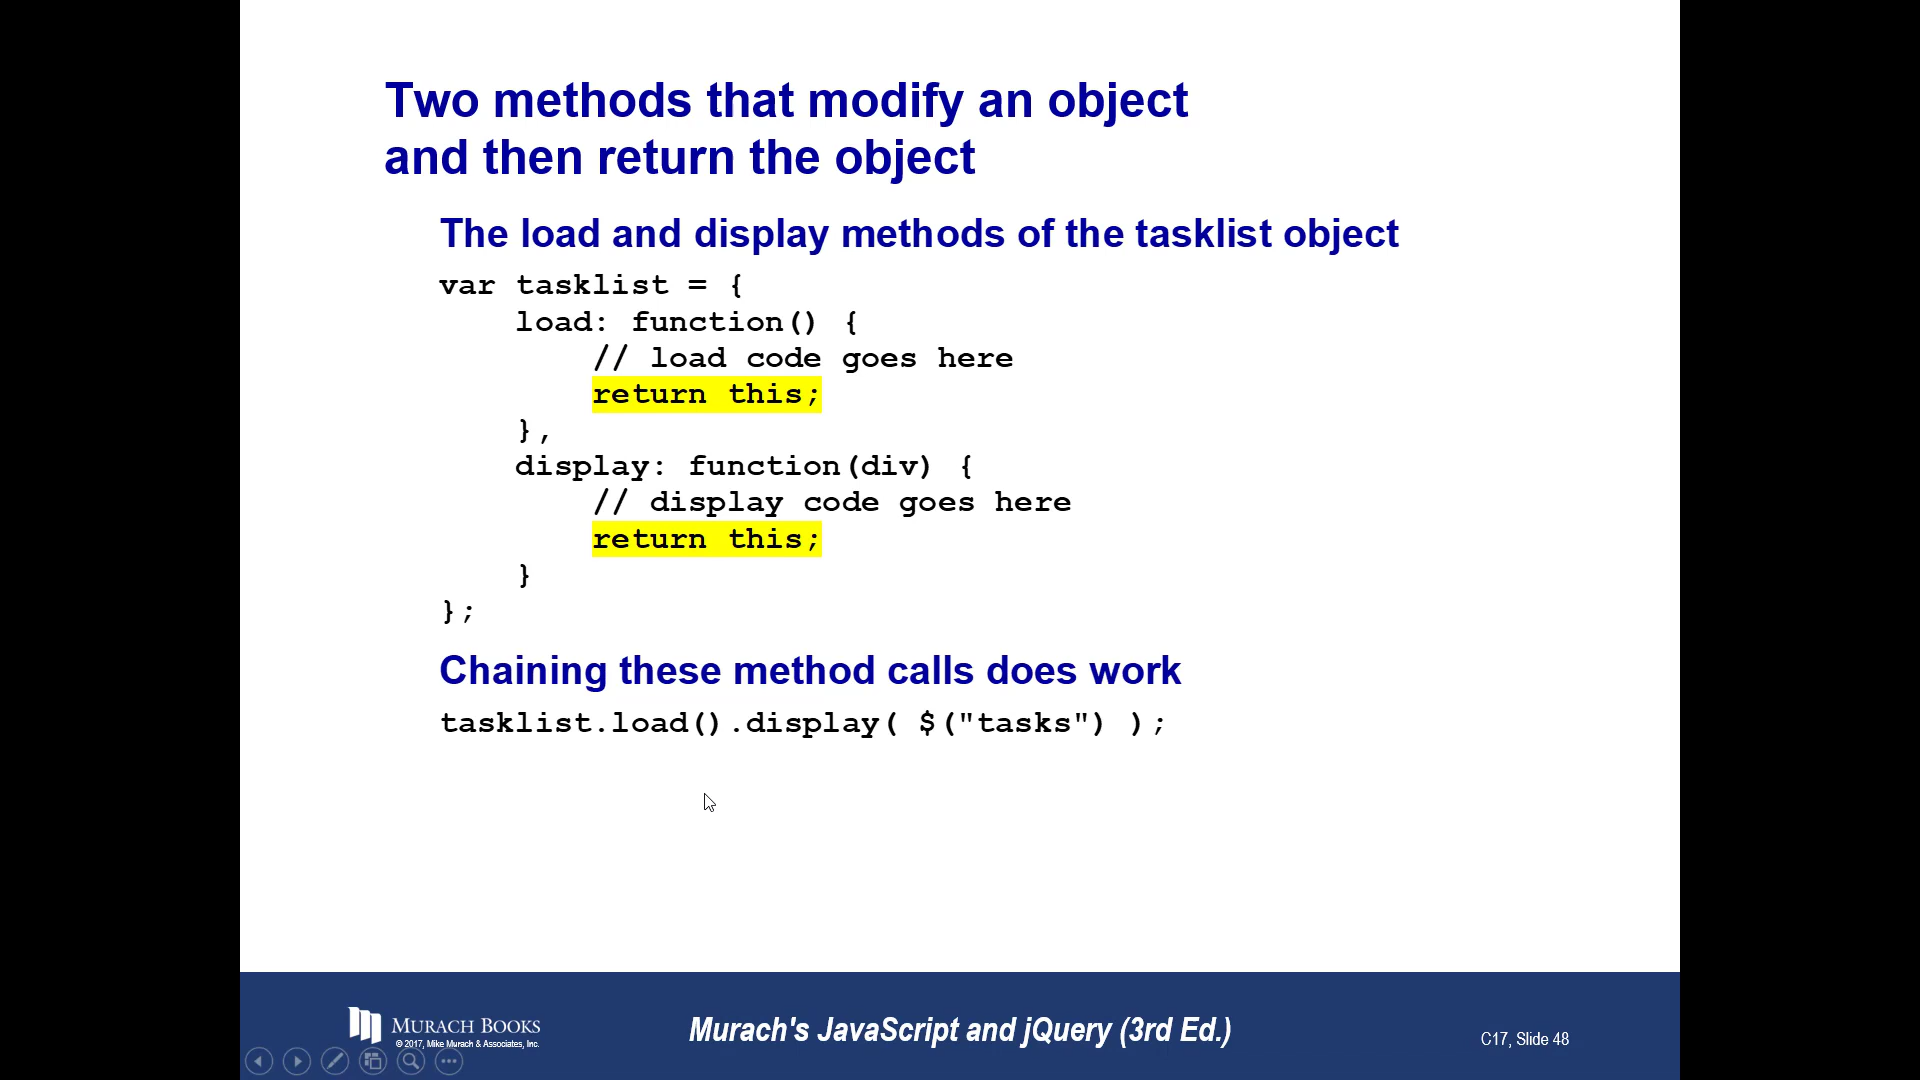 Two methods that modify an object
and then return the object
The load and display methods of the tasklist object
var tasklist = {
    load: function() {
        // load code goes here
        return this;
    },
    display: function(div) {
        // display code goes here
        return this;
    }
};
Chaining these method calls does work
tasklist.load().display( $("tasks") );
MURACH BOOKS
© 2017, Mike Murach & Associates, Inc.
Murach's JavaScript and jQuery (3rd Ed.)
C17, Slide 48